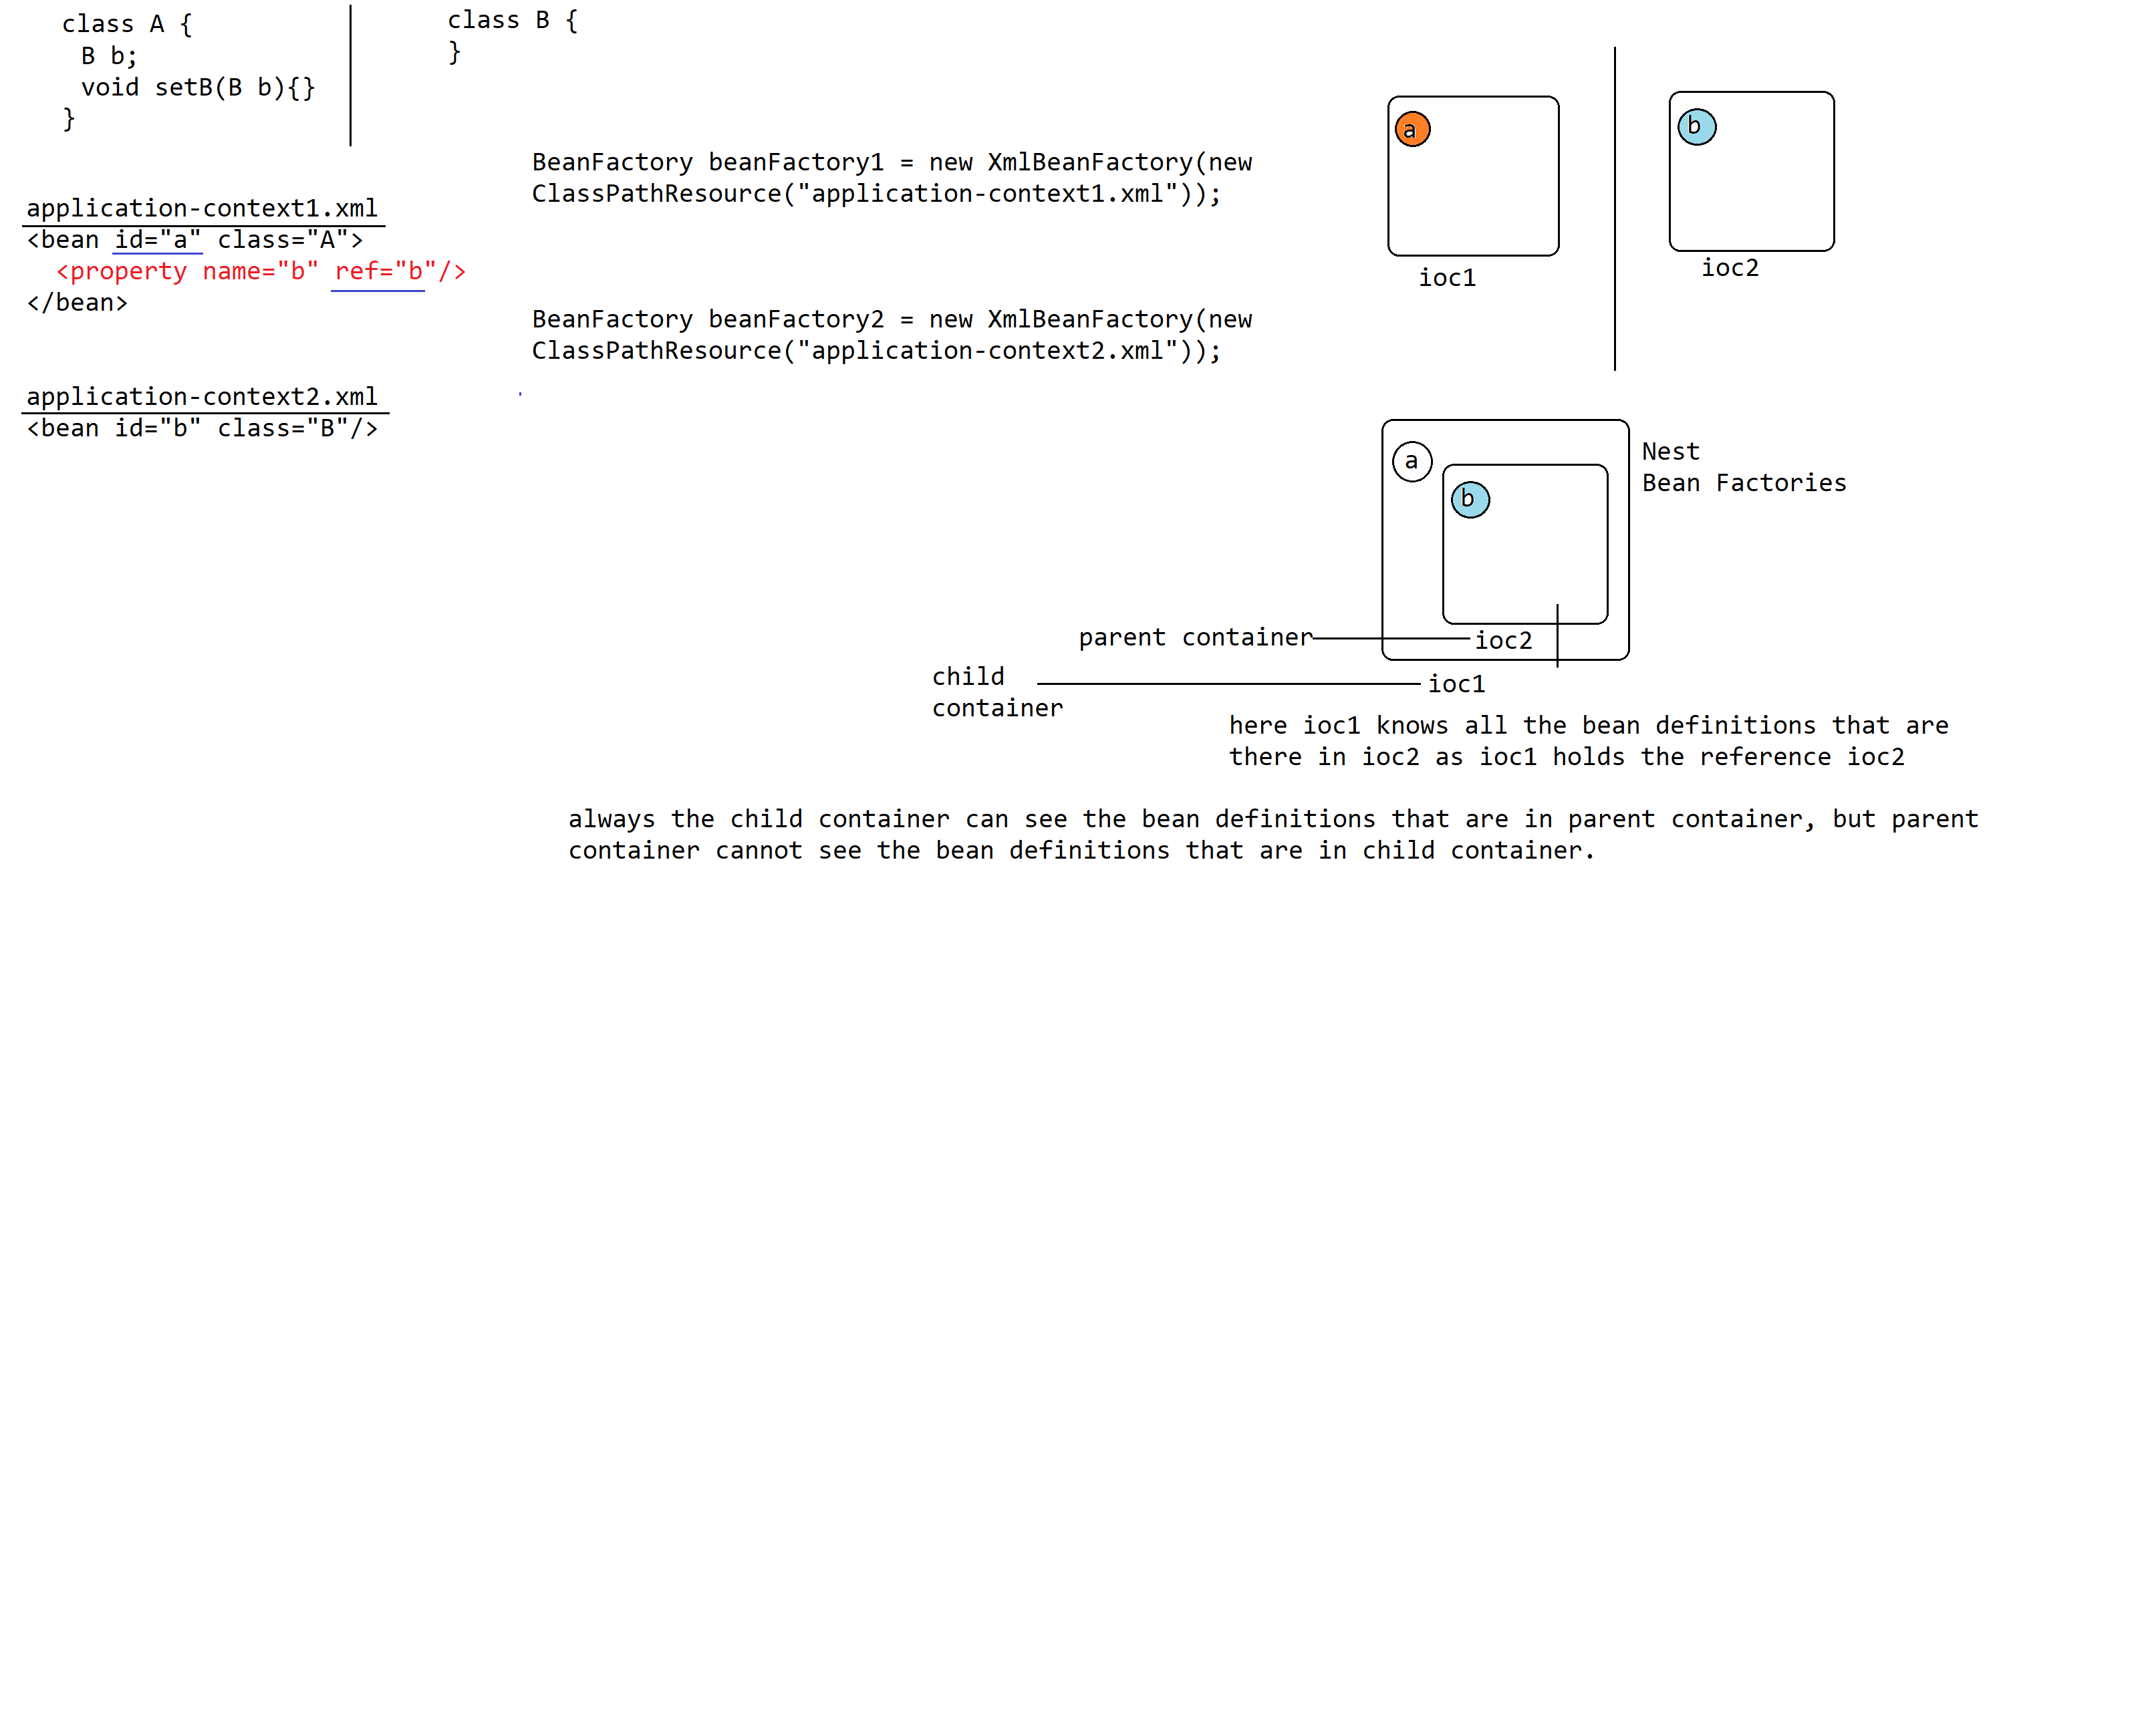 class A {
B b;
void setB(B b){}
}
class B {
}
application-context1.xml
<bean id="a" class="A">
<property name="b" ref="b"/>
</bean>
application-context2.xml
<bean id="b" class="B"/>
BeanFactory beanFactory1 = new XmlBeanFactory(new
ClassPathResource("application-context1.xml"));
BeanFactory beanFactory2 = new XmlBeanFactory(new
ClassPathResource("application-context2.xml"));
a
ioc1
b
ioc2
a
b
Nest
Bean Factories
parent container
ioc2
child
container
ioc1
here ioc1 knows all the bean definitions that are
there in ioc2 as ioc1 holds the reference ioc2
always the child container can see the bean definitions that are in parent container, but parent
container cannot see the bean definitions that are in child container.